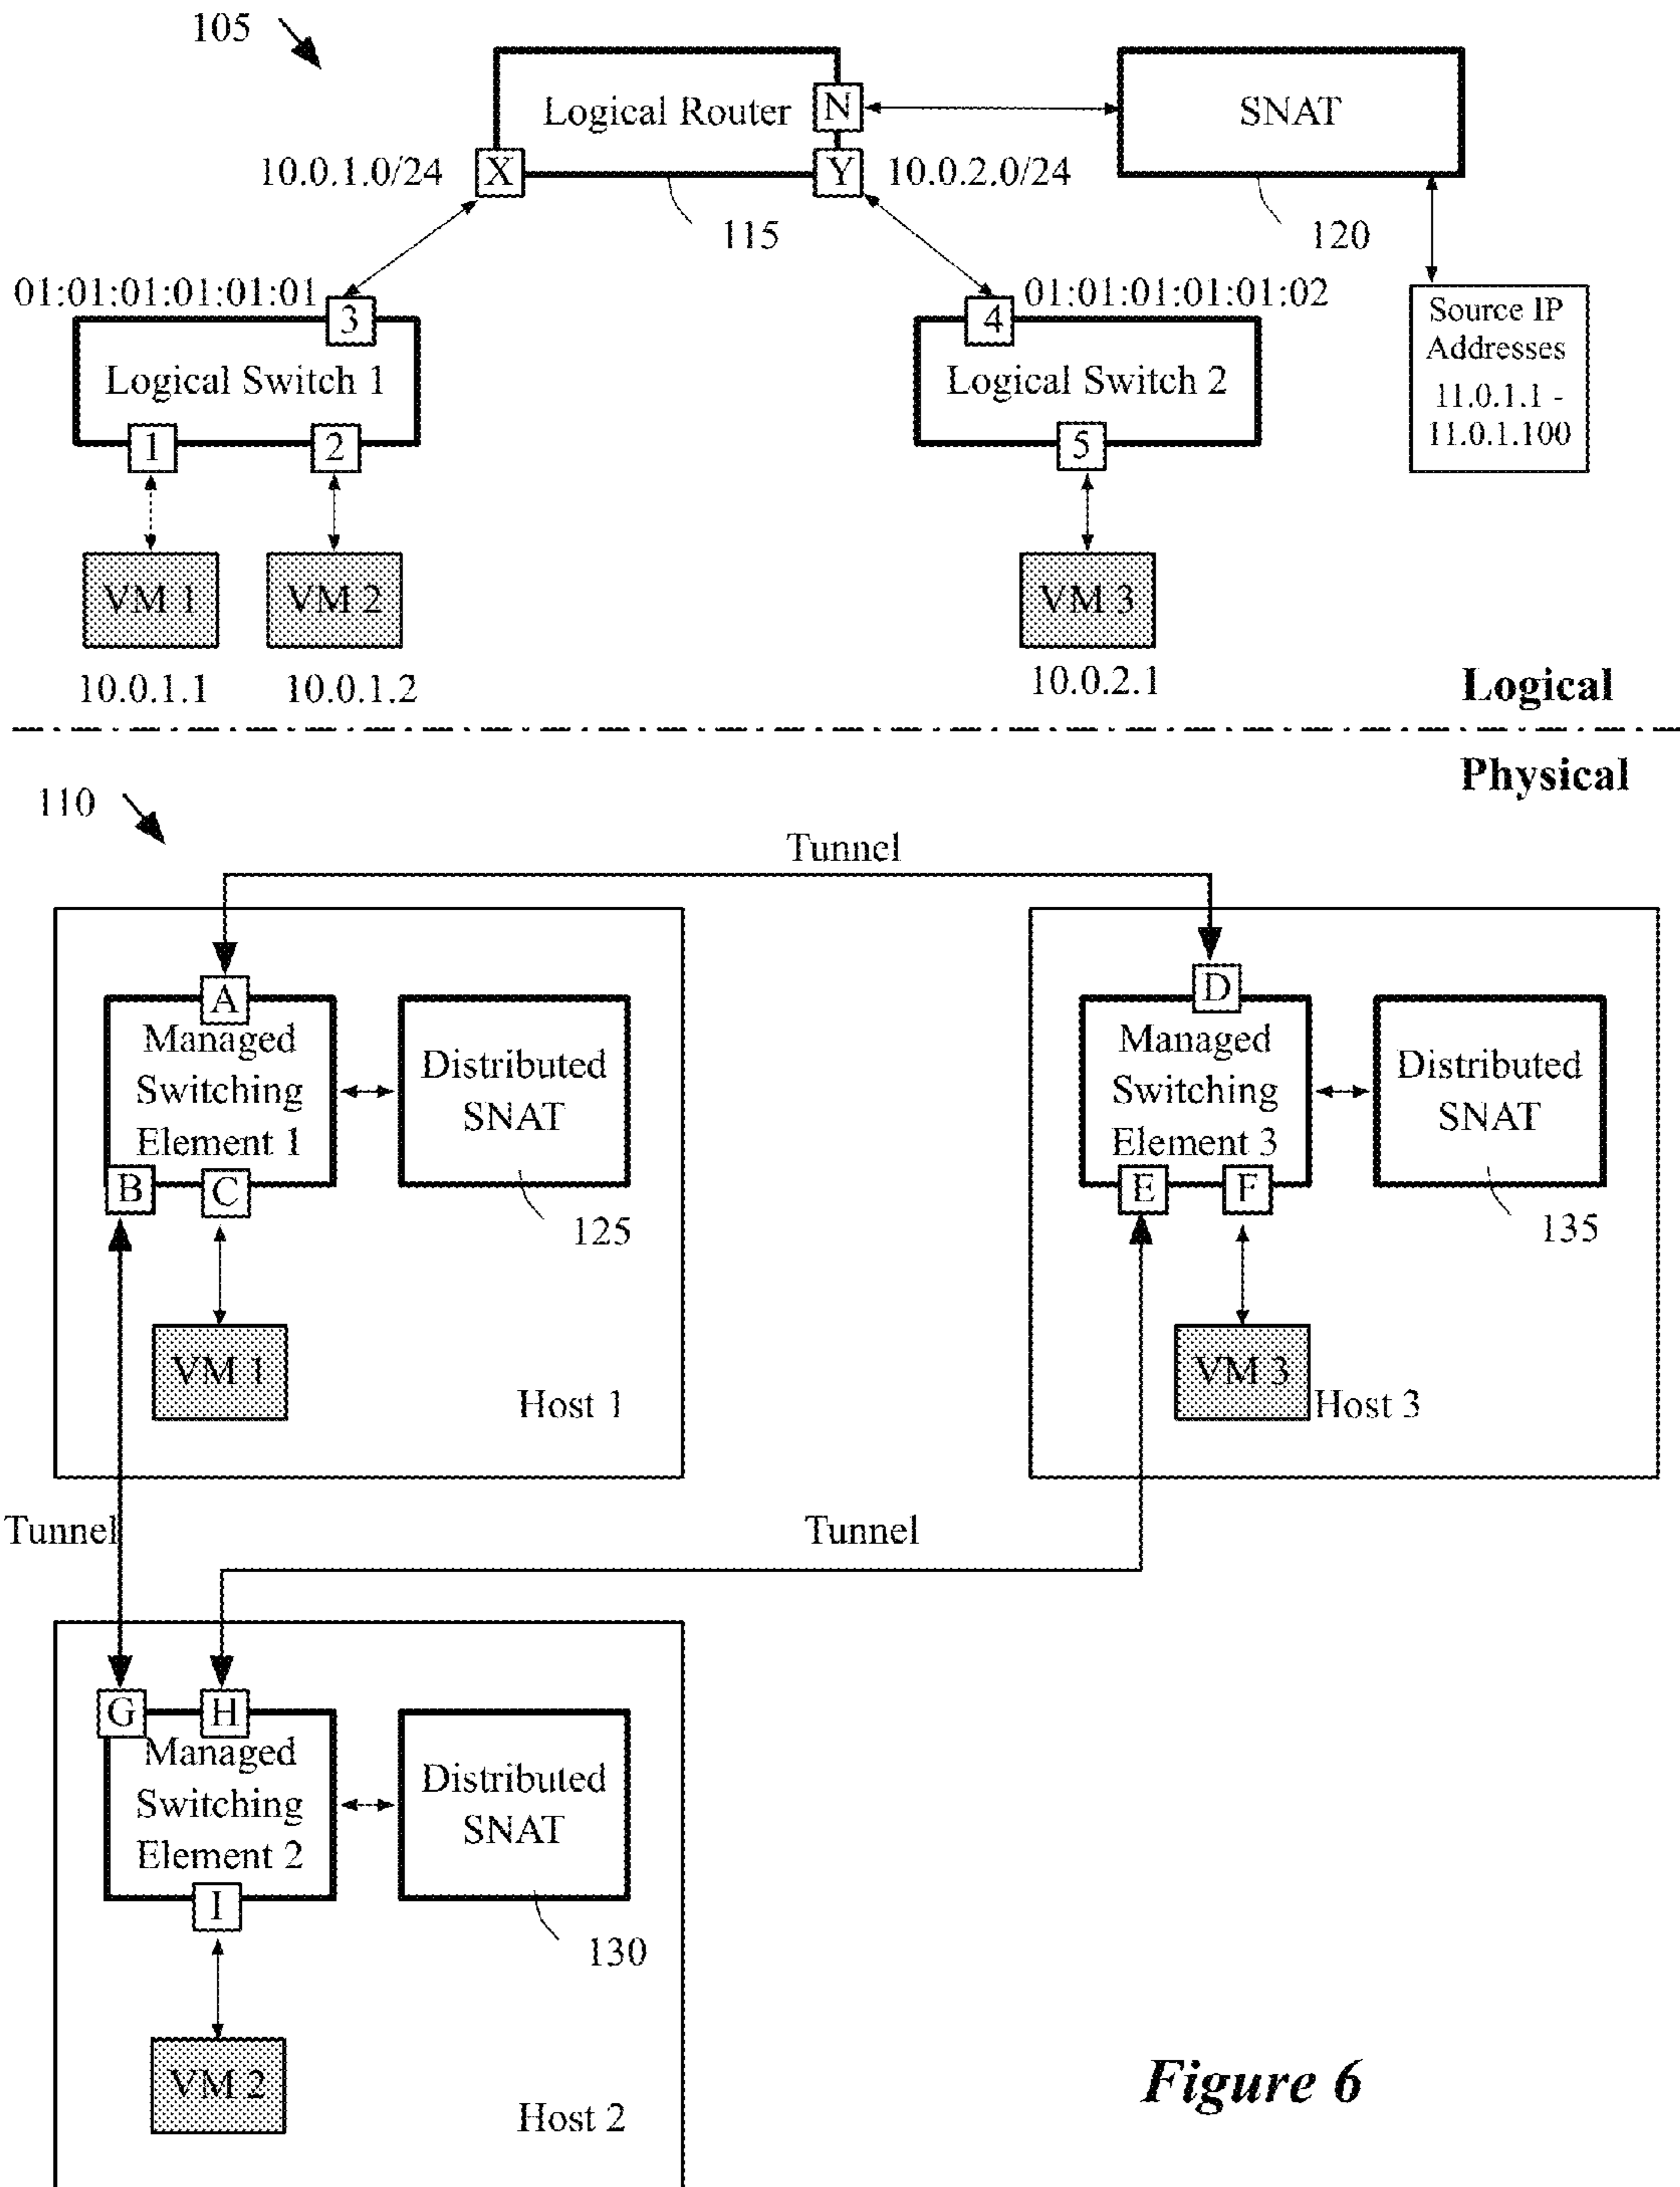 105
Logical Router
N
SNAT
10.0.1.0/24
X
Y
10.0.2.0/24
115
120
01:01:01:01:01:01
3
4
01:01:01:01:01:02
Source IP
Addresses
11.0.1.1 -
11.0.1.100
Logical Switch 1
Logical Switch 2
1
2
5
VM 1
VM 2
VM 3
10.0.1.1
10.0.1.2
10.0.2.1
Logical
Physical
110
Tunnel
A
Managed
Switching
Element 1
B
C
Distributed
SNAT
125
VM 1
Host 1
D
Managed
Switching
Element 3
E
F
Distributed
SNAT
135
VM 3
Host 3
Tunnel
Tunnel
G
H
Managed
Switching
Element 2
I
Distributed
SNAT
130
VM 2
Host 2
Figure 6